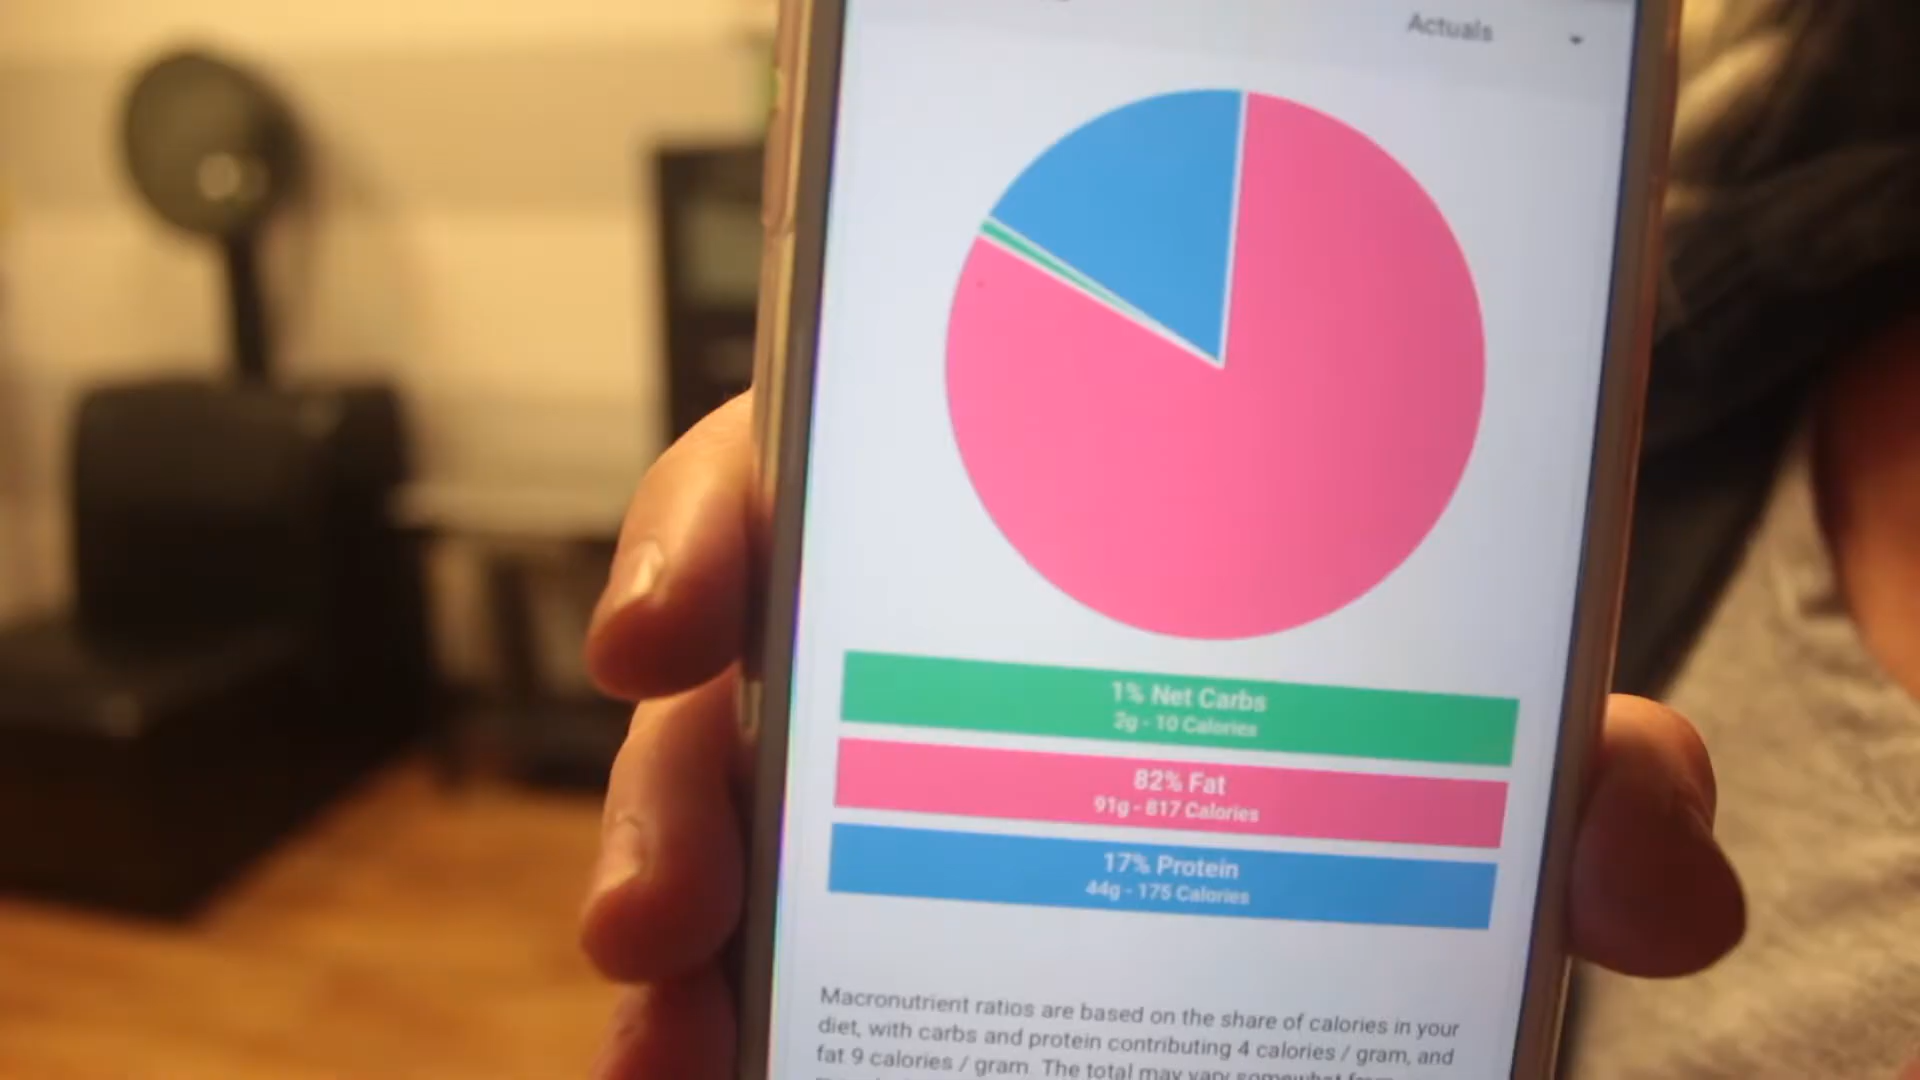 Actuals
1% Net Carbs
2g - 10 Calories
82% Fat
91g - 817 Calories
17% Protein
44g - 175 Calories
Macronutrient ratios are based on the share of calories in your
diet, with carbs and protein contributing 4 calories / gram, and
fat 9 calories / gram. The total may vary somewhat from